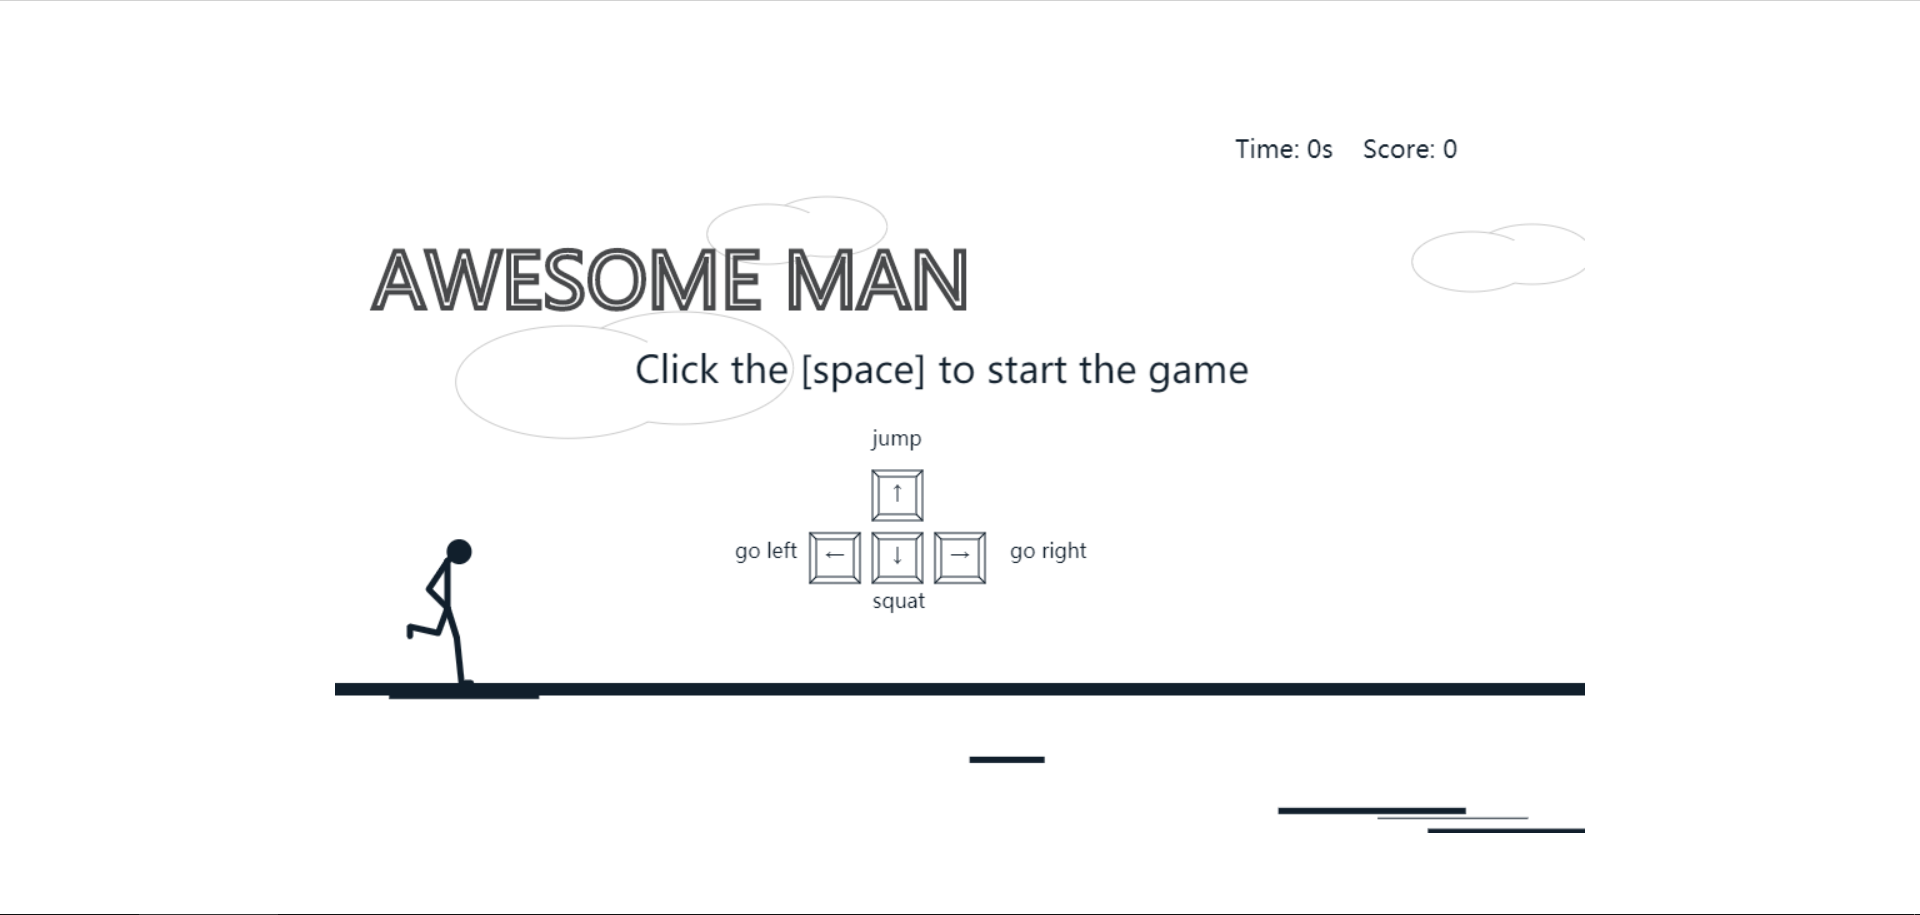 Time: 0s Score: 0
AWESOME MAN
Click the [space] to start the game
jump
↑
go left ← ↓ → go right
squat